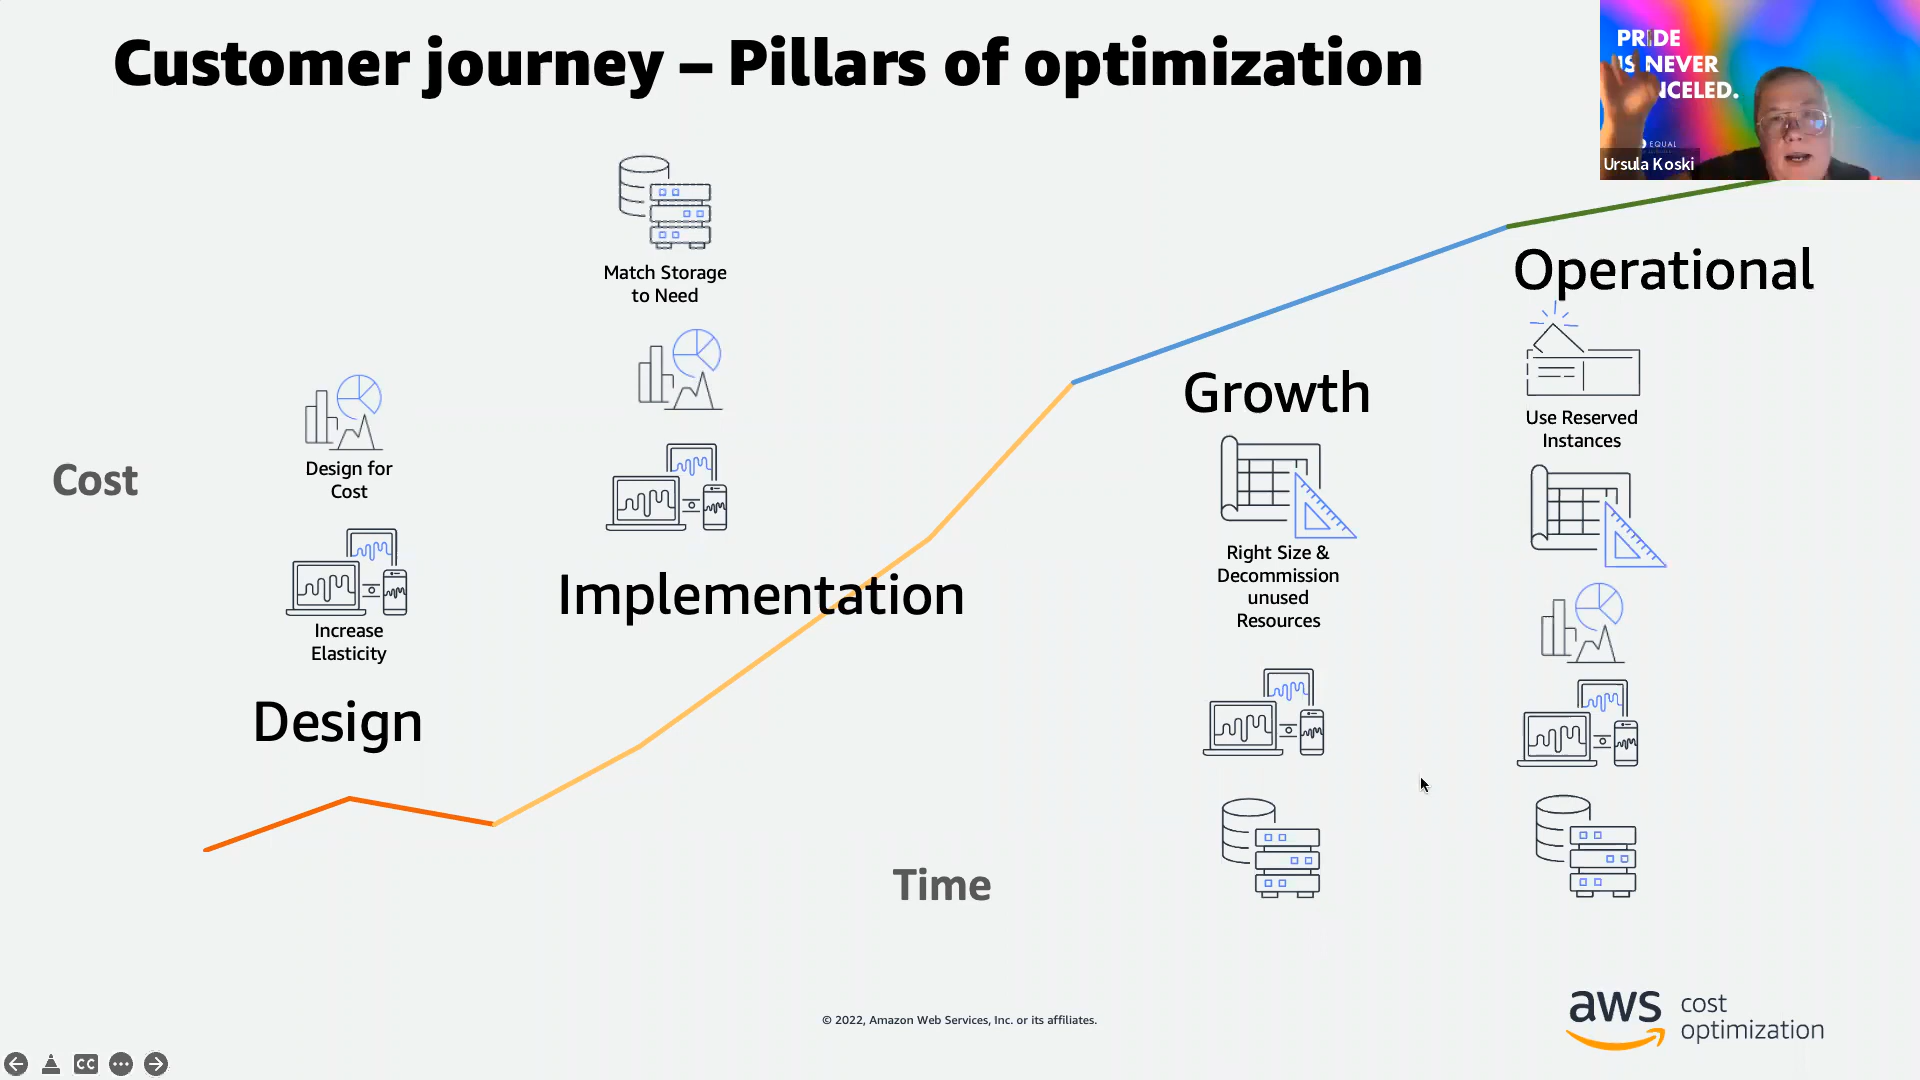 Customer journey – Pillars of optimization
PRIDE
IS NEVER
NCELED.
EQUAL
Ursula Koski
Match Storage
to Need
Operational
Use Reserved
Instances
Growth
Design for
Cost
Cost
Right Size &
Decommission
unused
Resources
Implementation
Increase
Elasticity
Design
Time
© 2022, Amazon Web Services, Inc. or its affiliates.
aws
cost
optimization
CC